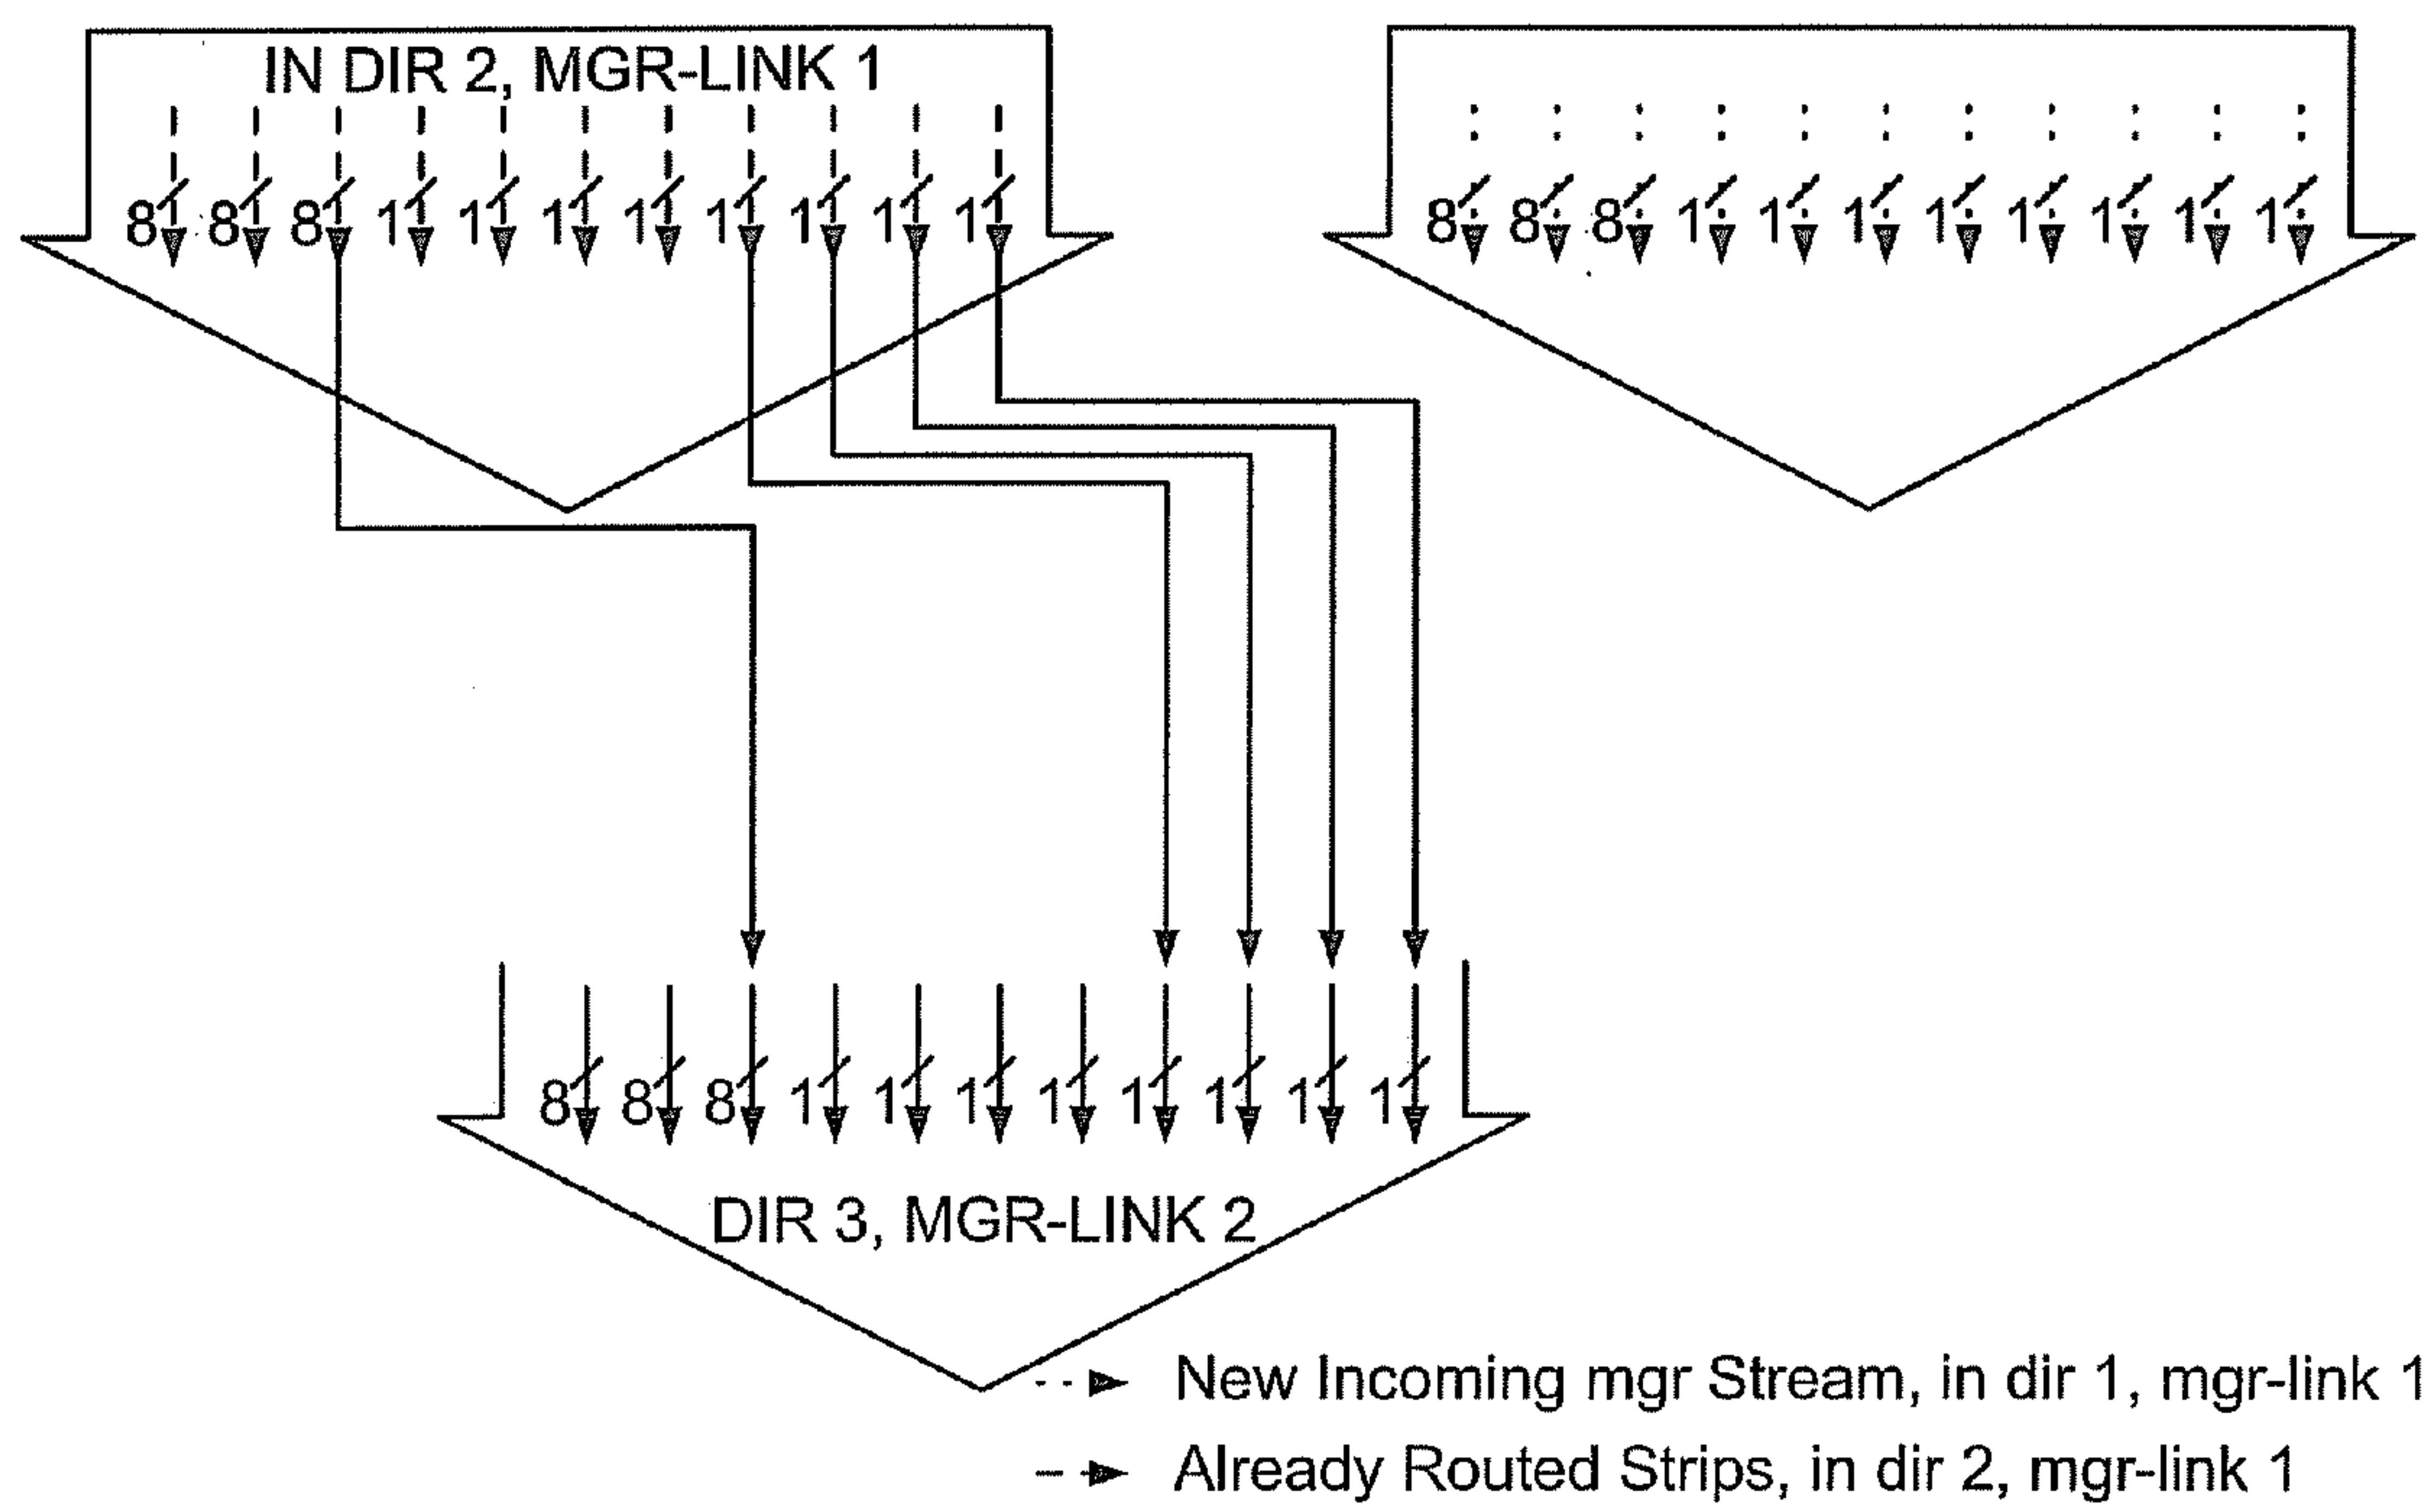 IN DIR 2, MGR-LINK 1
8 8 8 1 1 1 1 1 1 1 1
8 8 8 1 1 1 1 1 1 1 1
8 8 8 1 1 1 1 1 1 1 1
DIR 3, MGR-LINK 2
New Incoming mgr Stream, in dir 1, mgr-link 1
Already Routed Strips, in dir 2, mgr-link 1